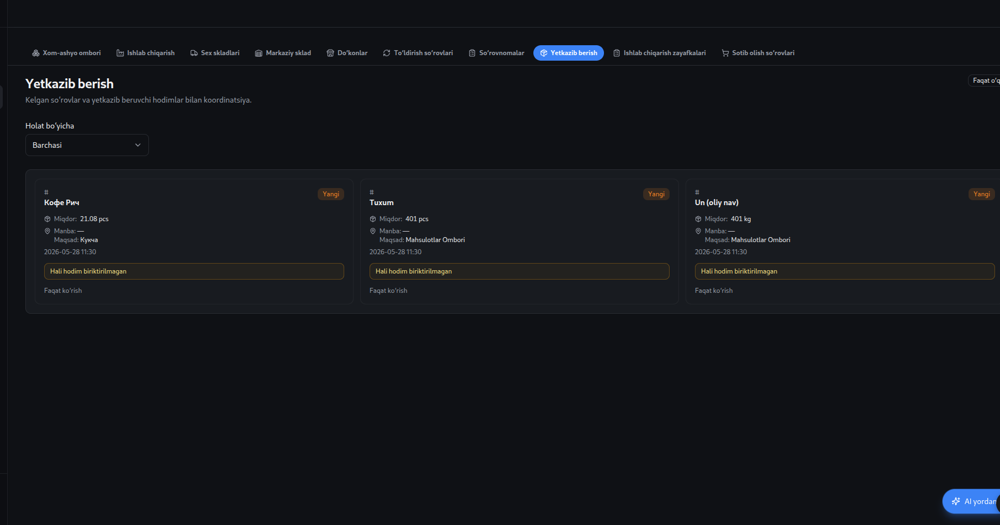 Xom-ashyo ombori Ishlab chiqarish Sex skladlari Markaziy sklad Do‘konlar To‘ldirish so‘rovlari So‘rovnomalar Yetkazib berish Ishlab chiqarish zayafkalari Sotib olish so‘rovlari
Yetkazib berish
Faqat o‘q
Kelgan so‘rovlar va yetkazib beruvchi hodimlar bilan koordinatsiya.
Holat bo‘yicha
Barchasi
#
Кофе Рич
Yangi
Miqdor: 21.08 pcs
Manba: —
Maqsad: Кукча
2026-05-28 11:30
Hali hodim biriktirilmagan
Faqat ko‘rish
#
Tuxum
Yangi
Miqdor: 401 pcs
Manba: —
Maqsad: Mahsulotlar Ombori
2026-05-28 11:30
Hali hodim biriktirilmagan
Faqat ko‘rish
#
Un (oliy nav)
Yangi
Miqdor: 401 kg
Manba: —
Maqsad: Mahsulotlar Ombori
2026-05-28 11:30
Hali hodim biriktirilmagan
Faqat ko‘rish
AI yordam